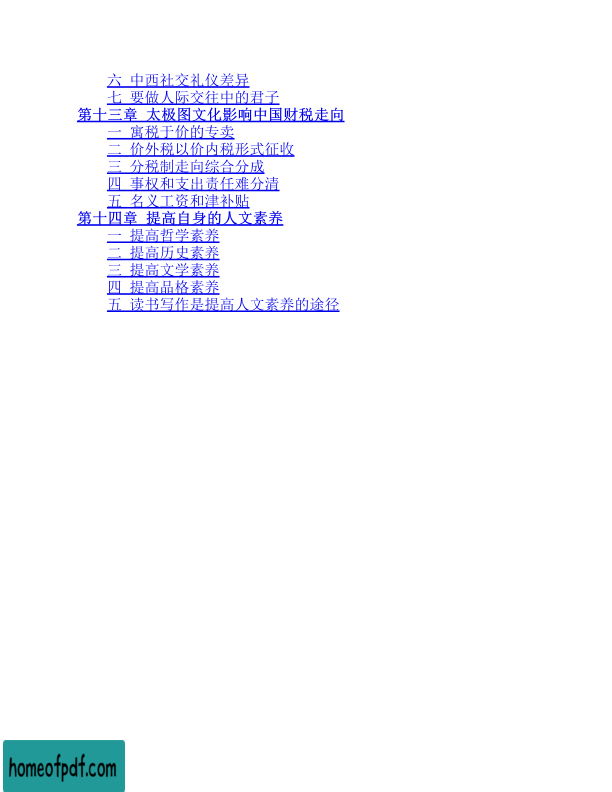 六 中西社交礼仪差异
七 要做人际交往中的君子
第十三章 太极图文化影响中国财税走向
一 寓税于价的专卖
二 价外税以价内税形式征收
三 分税制走向综合分成
四 事权和支出责任难分清
五 名义工资和津补贴
第十四章 提高自身的人文素养
一 提高哲学素养
二 提高历史素养
三 提高文学素养
四 提高品格素养
五 读书写作是提高人文素养的途径
homeofpdf.com